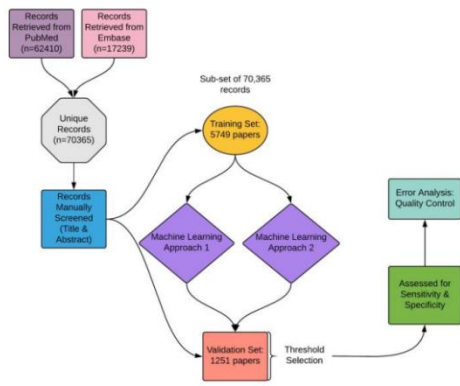 Records
Retrieved from
PubMed
(n=62410)
Records
Retrieved from
Embase
(n=17239)
Unique
Records
(n=70365)
Records
Manually
Screened
(Title &
Abstract)
Sub-set of 70,365
records
Training Set:
5749 papers
Machine Learning
Approach 1
Machine Learning
Approach 2
Validation Set:
1251 papers
Threshold
Selection
Assessed for
Sensitivity &
Specificity
Error Analysis:
Quality Control